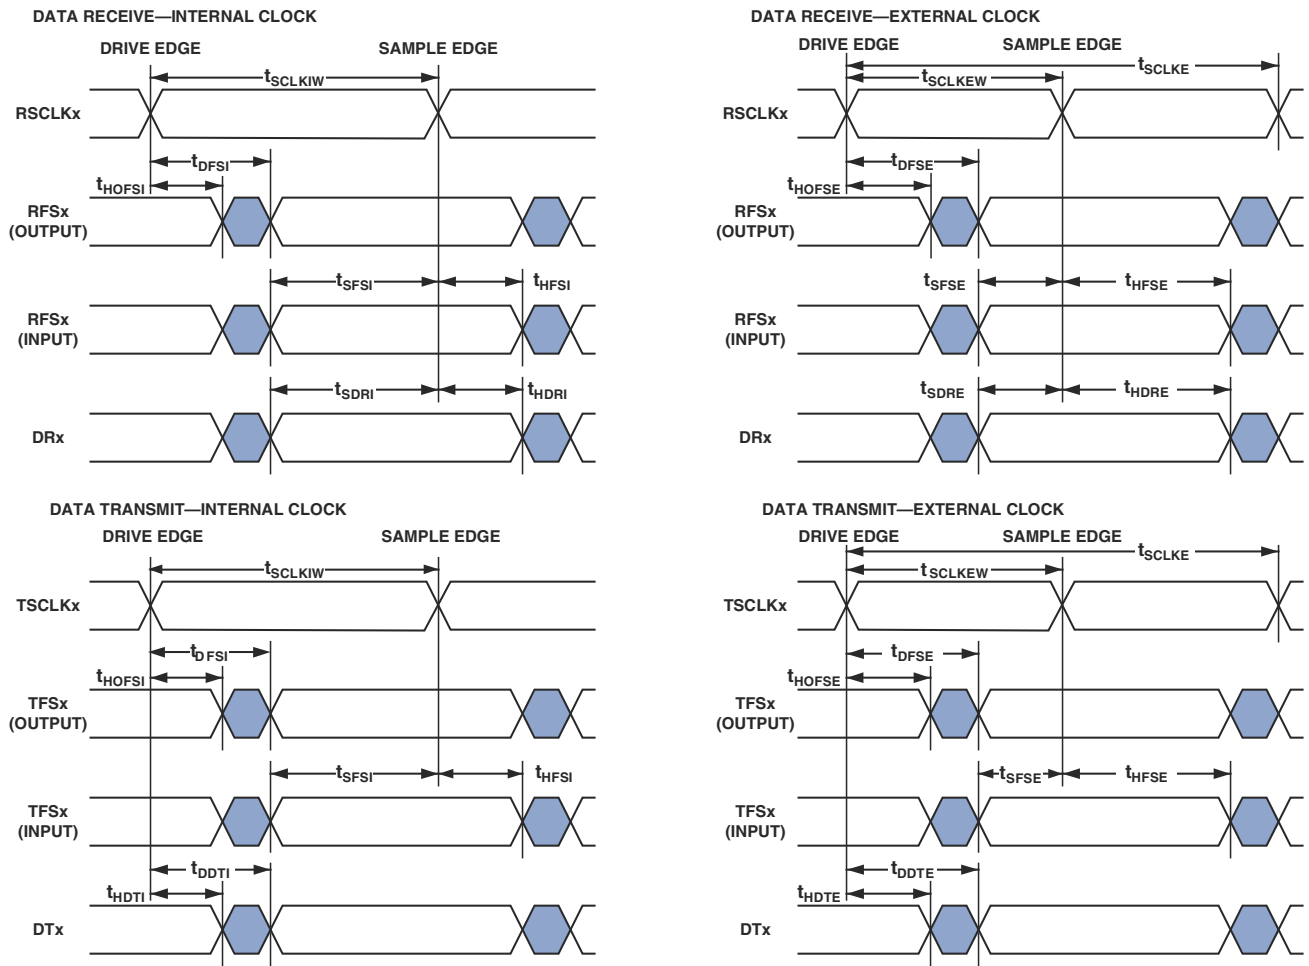 DATA RECEIVE—INTERNAL CLOCK
DRIVE EDGE
SAMPLE EDGE
tSCLKIW
RSCLKx
tDFSI
tHOFSI
RFSx
(OUTPUT)
tSFSI
tHFSI
RFSx
(INPUT)
tSDRI
tHDRI
DRx
DATA RECEIVE—EXTERNAL CLOCK
DRIVE EDGE
SAMPLE EDGE
tSCLKE
tSCLKEW
RSCLKx
tDFSE
tHOFSE
RFSx
(OUTPUT)
tSFSE
tHFSE
RFSx
(INPUT)
tSDRE
tHDRE
DRx
DATA TRANSMIT—INTERNAL CLOCK
DRIVE EDGE
SAMPLE EDGE
tSCLKIW
TSCLKx
tDFSI
tHOFSI
TFSx
(OUTPUT)
tSFSI
tHFSI
TFSx
(INPUT)
tDDTI
tHDTI
DTx
DATA TRANSMIT—EXTERNAL CLOCK
DRIVE EDGE
SAMPLE EDGE
tSCLKE
tSCLKEW
TSCLKx
tDFSE
tHOFSE
TFSx
(OUTPUT)
tSFSE
tHFSE
TFSx
(INPUT)
tDDTE
tHDTE
DTx